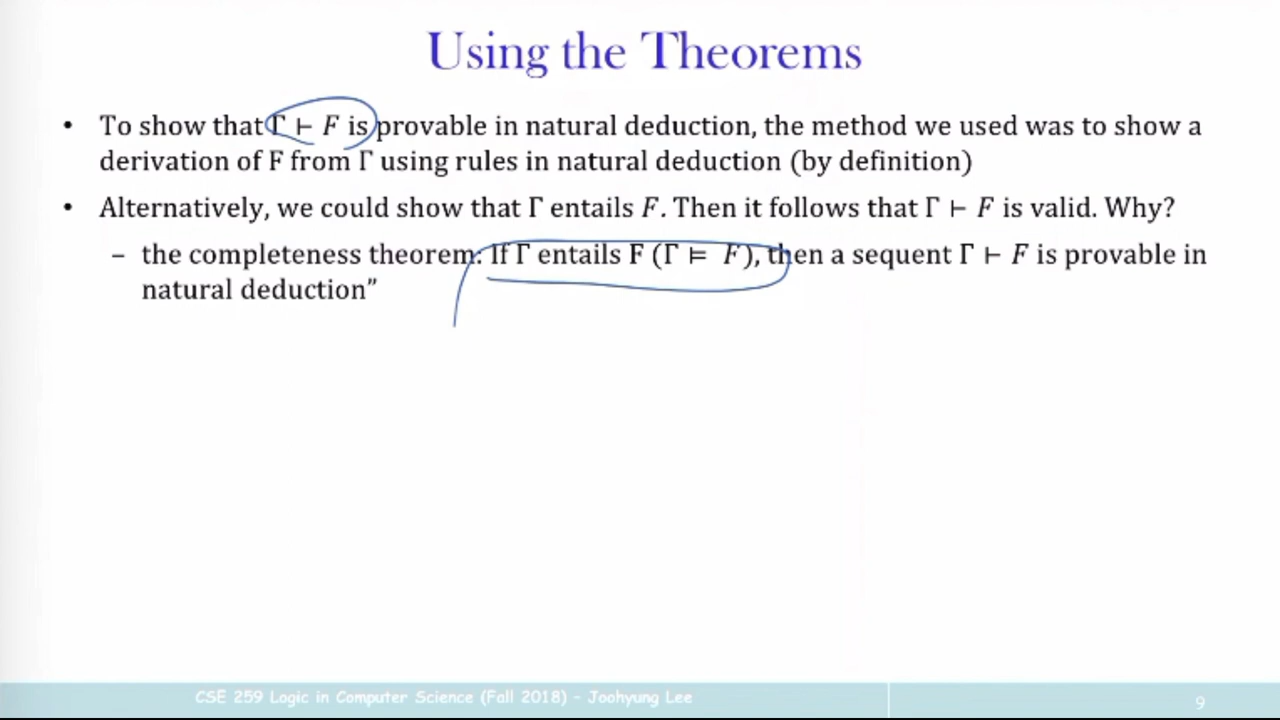 Using the Theorems
• To show that Γ ⊢ F is provable in natural deduction, the method we used was to show a
derivation of F from Γ using rules in natural deduction (by definition)
• Alternatively, we could show that Γ entails F. Then it follows that Γ ⊢ F is valid. Why?
– the completeness theorem: If Γ entails F (Γ ⊨ F), then a sequent Γ ⊢ F is provable in
natural deduction”
CSE 259 Logic in Computer Science (Fall 2018) - Joohyung Lee
9